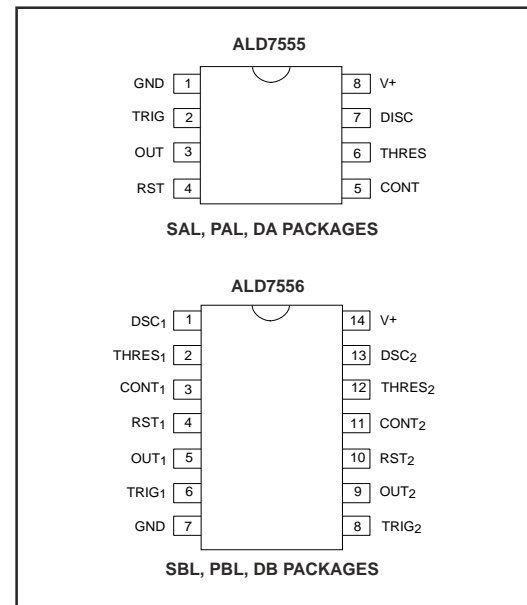 ALD7555
GND 1 8 V+
TRIG 2 7 DISC
OUT 3 6 THRES
RST 4 5 CONT
SAL, PAL, DA PACKAGES
ALD7556
DSC1 1 14 V+
THRES1 2 13 DSC2
CONT1 3 12 THRES2
RST1 4 11 CONT2
OUT1 5 10 RST2
TRIG1 6 9 OUT2
GND 7 8 TRIG2
SBL, PBL, DB PACKAGES